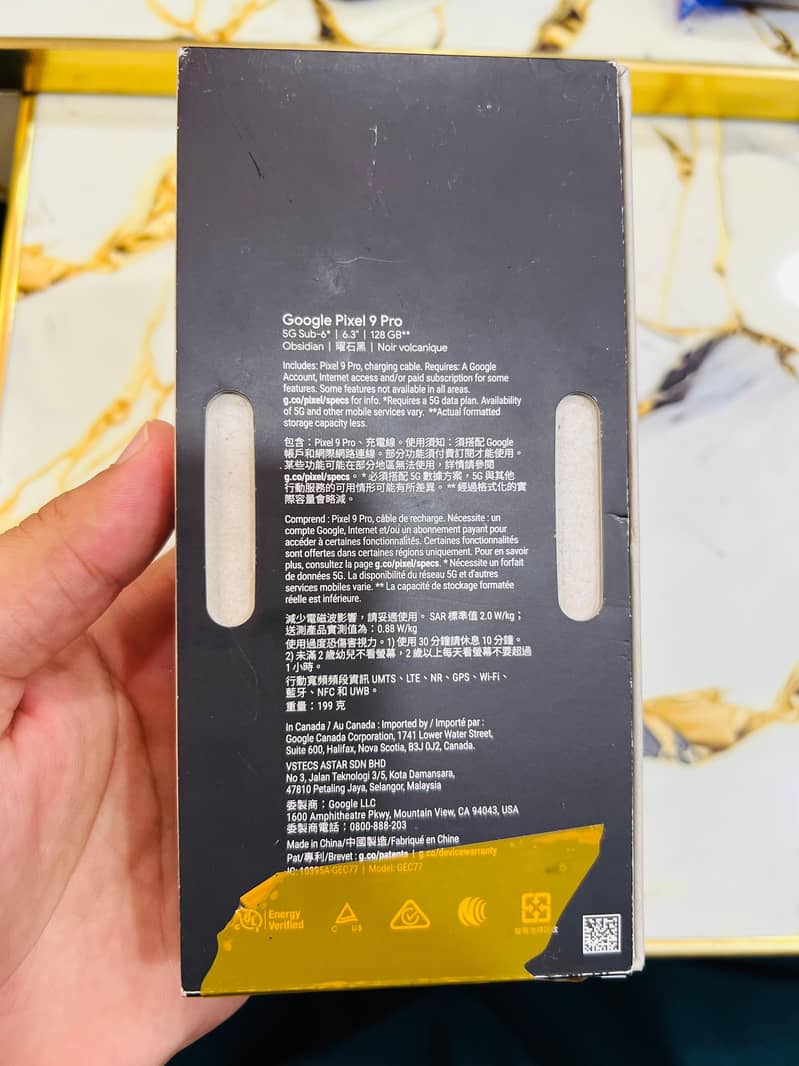 Google Pixel 9 Pro
5G Sub-6* | 6.3" | 128 GB**
Obsidian | 曜石黑 | Noir volcanique
Includes: Pixel 9 Pro, charging cable. Requires: A Google
Account, Internet access and/or paid subscription for some
features. Some features not available in all areas.
g.co/pixel/specs for info. *Requires a 5G data plan. Availability
of 5G and other mobile services vary. **Actual formatted
storage capacity less.
包含：Pixel 9 Pro、充電線。使用須知：須搭配 Google
帳戶和網際網路連線。部分功能須付費訂閱才能使用。
某些功能可能在部分地區無法使用，詳情請參閱
g.co/pixel/specs。 * 必須搭配 5G 數據方案，5G 與其他
行動服務的可用情形可能有所差異。 ** 經過格式化的實
際容量會略減。
Comprend : Pixel 9 Pro, câble de recharge. Nécessite : un
compte Google, Internet et/ou un abonnement payant pour
accéder à certaines fonctionnalités. Certaines fonctionnalités
sont offertes dans certaines régions uniquement. Pour en savoir
plus, consultez la page g.co/pixel/specs. * Nécessite un forfait
de données 5G. La disponibilité du réseau 5G et d'autres
services mobiles varie. ** La capacité de stockage formatée
réelle est inférieure.
減少電磁波影響，請妥適使用。 SAR 標準值 2.0 W/kg；
送測產品實測值為：0.88 W/kg
使用過度恐傷害視力。1) 使用 30 分鐘請休息 10 分鐘。
2) 未滿 2 歲幼兒不看螢幕，2 歲以上每天看螢幕不要超過
1 小時。
行動寬頻頻段資訊 UMTS、LTE、NR、GPS、Wi-Fi、
藍牙、NFC 和 UWB。
重量：199 克
In Canada / Au Canada : Imported by / Importé par :
Google Canada Corporation, 1741 Lower Water Street,
Suite 600, Halifax, Nova Scotia, B3J 0J2, Canada.
VSTECS ASTAR SDN BHD
No 3, Jalan Teknologi 3/5, Kota Damansara,
47810 Petaling Jaya, Selangor, Malaysia
委製商：Google LLC
1600 Amphitheatre Pkwy, Mountain View, CA 94043, USA
委製商電話：0800-888-203
Made in China/中國製造/Fabriqué en Chine
Pat/專利/Brevet : g.co/patents | g.co/devicewarranty
IC: 10395A-GEC77 | Model: GEC77
UL Energy
Verified
C US